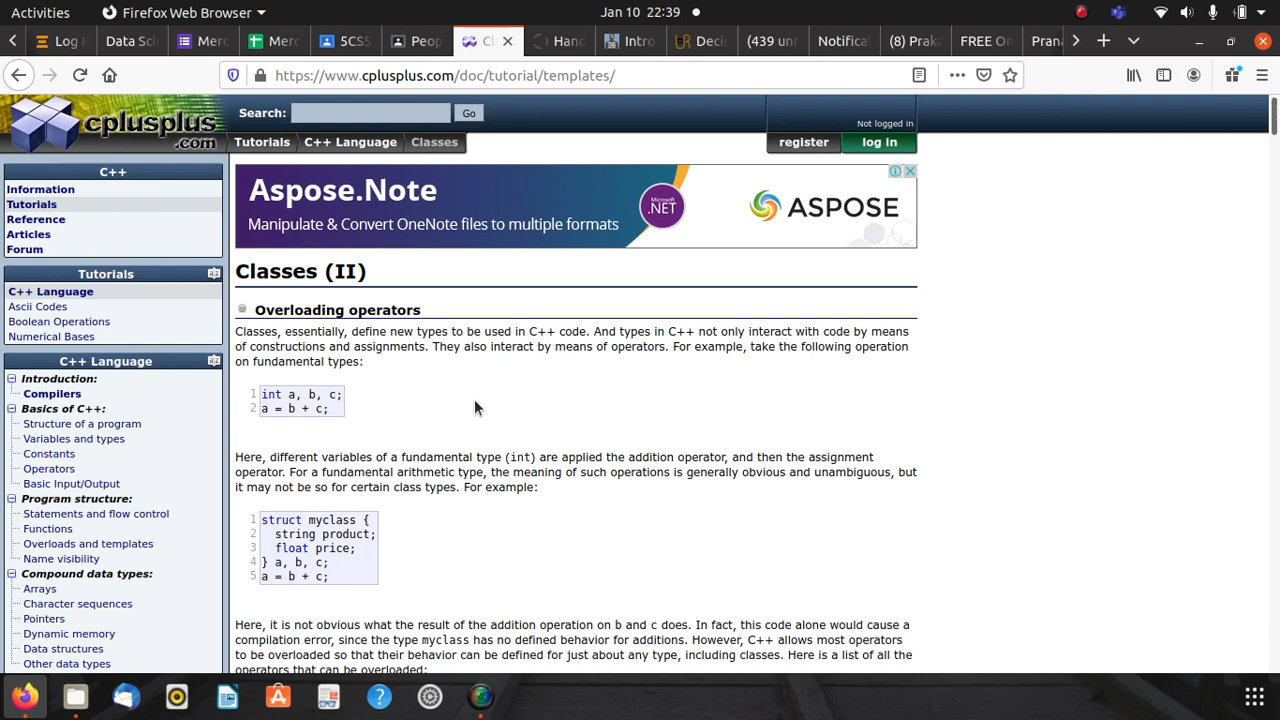 Activities
Firefox Web Browser
Jan 10 22:39
Log I
Data Sci
Merc
Merc
5CSS
Peop
Cl
Hand
Intro
Decis
(439 unr
Notificat
(8) Praka
FREE On
Prana
https://www.cplusplus.com/doc/tutorial/templates/
cplusplus
.com
Search:
Go
Not logged in
Tutorials
C++ Language
Classes
register
log in
C++
Information
Tutorials
Reference
Articles
Forum
Tutorials
C++ Language
Ascii Codes
Boolean Operations
Numerical Bases
C++ Language
Introduction:
Compilers
Basics of C++:
Structure of a program
Variables and types
Constants
Operators
Basic Input/Output
Program structure:
Statements and flow control
Functions
Overloads and templates
Name visibility
Compound data types:
Arrays
Character sequences
Pointers
Dynamic memory
Data structures
Other data types
Aspose.Note
Manipulate & Convert OneNote files to multiple formats
Microsoft
.NET
ASPOSE
Classes (II)
Overloading operators
Classes, essentially, define new types to be used in C++ code. And types in C++ not only interact with code by means
of constructions and assignments. They also interact by means of operators. For example, take the following operation
on fundamental types:
1 int a, b, c;
2 a = b + c;
Here, different variables of a fundamental type (int) are applied the addition operator, and then the assignment
operator. For a fundamental arithmetic type, the meaning of such operations is generally obvious and unambiguous, but
it may not be so for certain class types. For example:
1 struct myclass {
2 string product;
3 float price;
4 } a, b, c;
5 a = b + c;
Here, it is not obvious what the result of the addition operation on b and c does. In fact, this code alone would cause a
compilation error, since the type myclass has no defined behavior for additions. However, C++ allows most operators
to be overloaded so that their behavior can be defined for just about any type, including classes. Here is a list of all the
operators that can be overloaded: